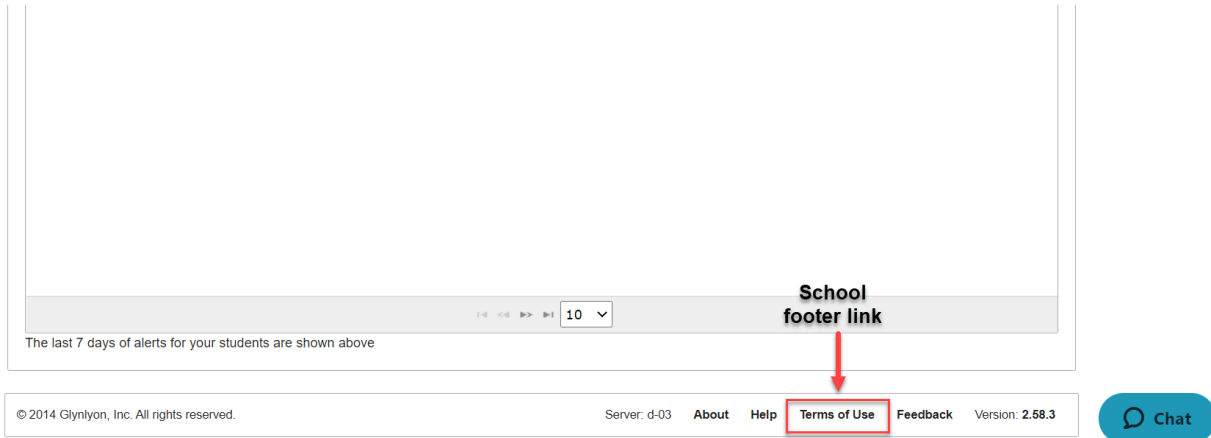 10
The last 7 days of alerts for your students are shown above
School
footer link
© 2014 Glynlyon, Inc. All rights reserved. Server: d-03 About Help Terms of Use Feedback Version: 2.58.3
Chat